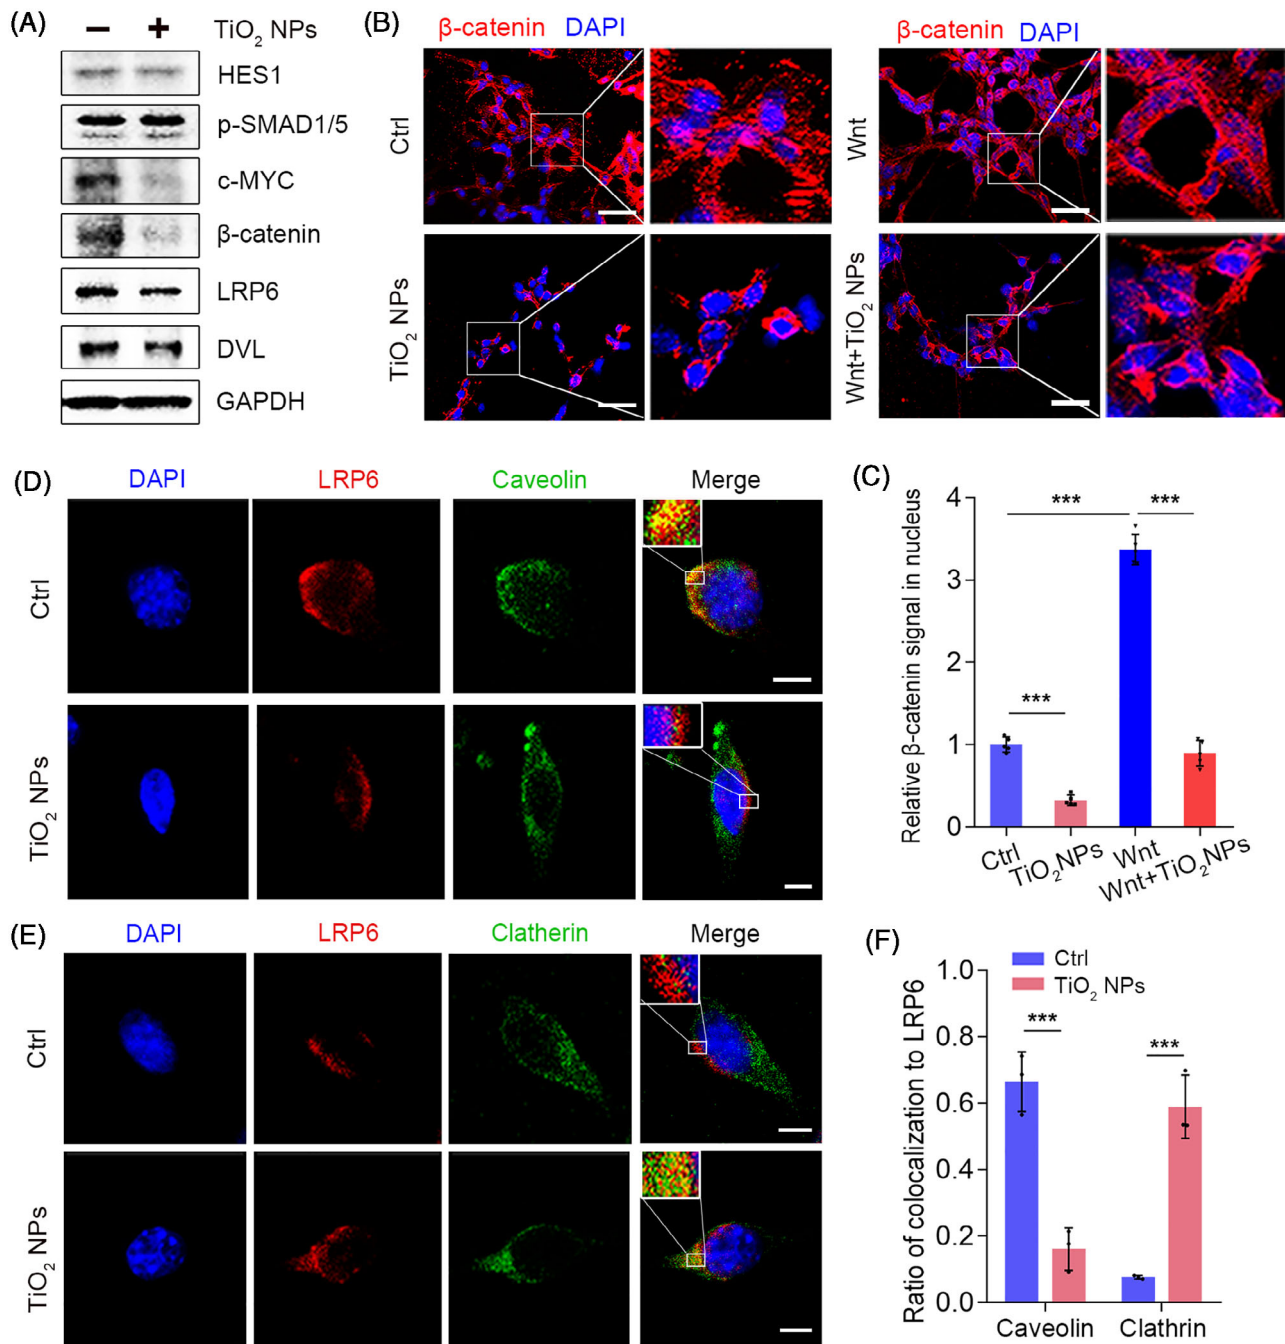 (A)
− + TiO2 NPs
HES1
p-SMAD1/5
c-MYC
β-catenin
LRP6
DVL
GAPDH
(B)
β-catenin DAPI
β-catenin DAPI
Ctrl
Wnt
TiO2 NPs
Wnt+TiO2 NPs
(D)
DAPI LRP6 Caveolin Merge
Ctrl
TiO2 NPs
(C)
Relative β-catenin signal in nucleus
4
3
2
1
0
***
***
***
Ctrl
TiO2NPs
Wnt
Wnt+TiO2NPs
(E)
DAPI LRP6 Clatherin Merge
Ctrl
TiO2 NPs
(F)
Ratio of colocalization to LRP6
Ctrl
TiO2 NPs
1.0
0.8
0.6
0.4
0.2
0.0
***
***
Caveolin Clathrin